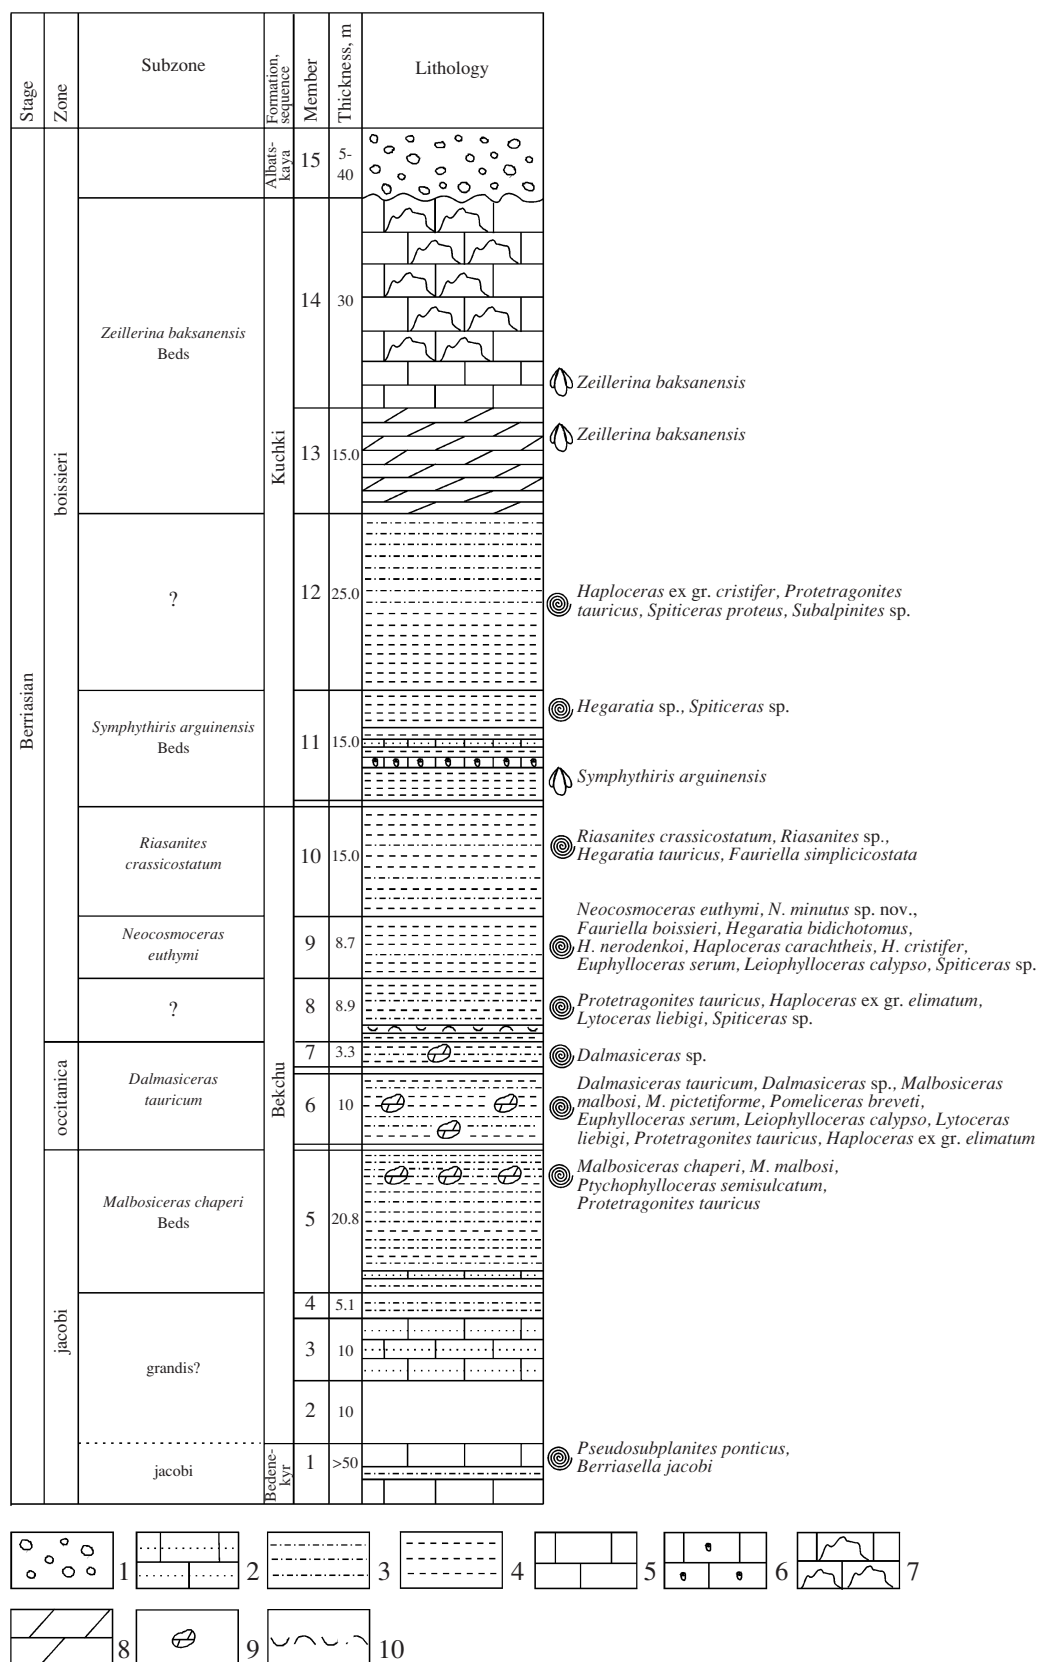 Stage
Zone
Subzone
Formation,
sequence
Member
Thickness, m
Lithology
Berriasian
boissieri
occitanica
jacobi
Albats-
kaya
15
5-
40
Zeillerina baksanensis
Beds
Kuchki
14
30
Zeillerina baksanensis
13
15.0
Zeillerina baksanensis
?
12
25.0
Haploceras ex gr. cristifer, Protetragonites
tauricus, Spiticeras proteus, Subalpinites sp.
Symphythiris arguinensis
Beds
11
15.0
Hegaratia sp., Spiticeras sp.
Symphythiris arguinensis
Riasanites
crassicostatum
Bekchu
10
15.0
Riasanites crassicostatum, Riasanites sp.,
Hegaratia tauricus, Fauriella simplicicostata
Neocosmoceras
euthymi
9
8.7
Neocosmoceras euthymi, N. minutus sp. nov.,
Fauriella boissieri, Hegaratia bidichotomus,
H. nerodenkoi, Haploceras carachtheis, H. cristifer,
Euphylloceras serum, Leiophylloceras calypso, Spiticeras sp.
?
8
8.9
Protetragonites tauricus, Haploceras ex gr. elimatum,
Lytoceras liebigi, Spiticeras sp.
Dalmasiceras
tauricum
7
3.3
Dalmasiceras sp.
6
10
Dalmasiceras tauricum, Dalmasiceras sp., Malbosiceras
malbosi, M. pictetiforme, Pomeliceras breveti,
Euphylloceras serum, Leiophylloceras calypso, Lytoceras
liebigi, Protetragonites tauricus, Haploceras ex gr. elimatum
Malbosiceras chaperi
Beds
5
20.8
Malbosiceras chaperi, M. malbosi,
Ptychophylloceras semisulcatum,
Protetragonites tauricus
grandis?
4
5.1
3
10
2
10
jacobi
Bedene-
kyr
1
>50
Pseudosubplanites ponticus,
Berriasella jacobi
1
2
3
4
5
6
7
8
9
10